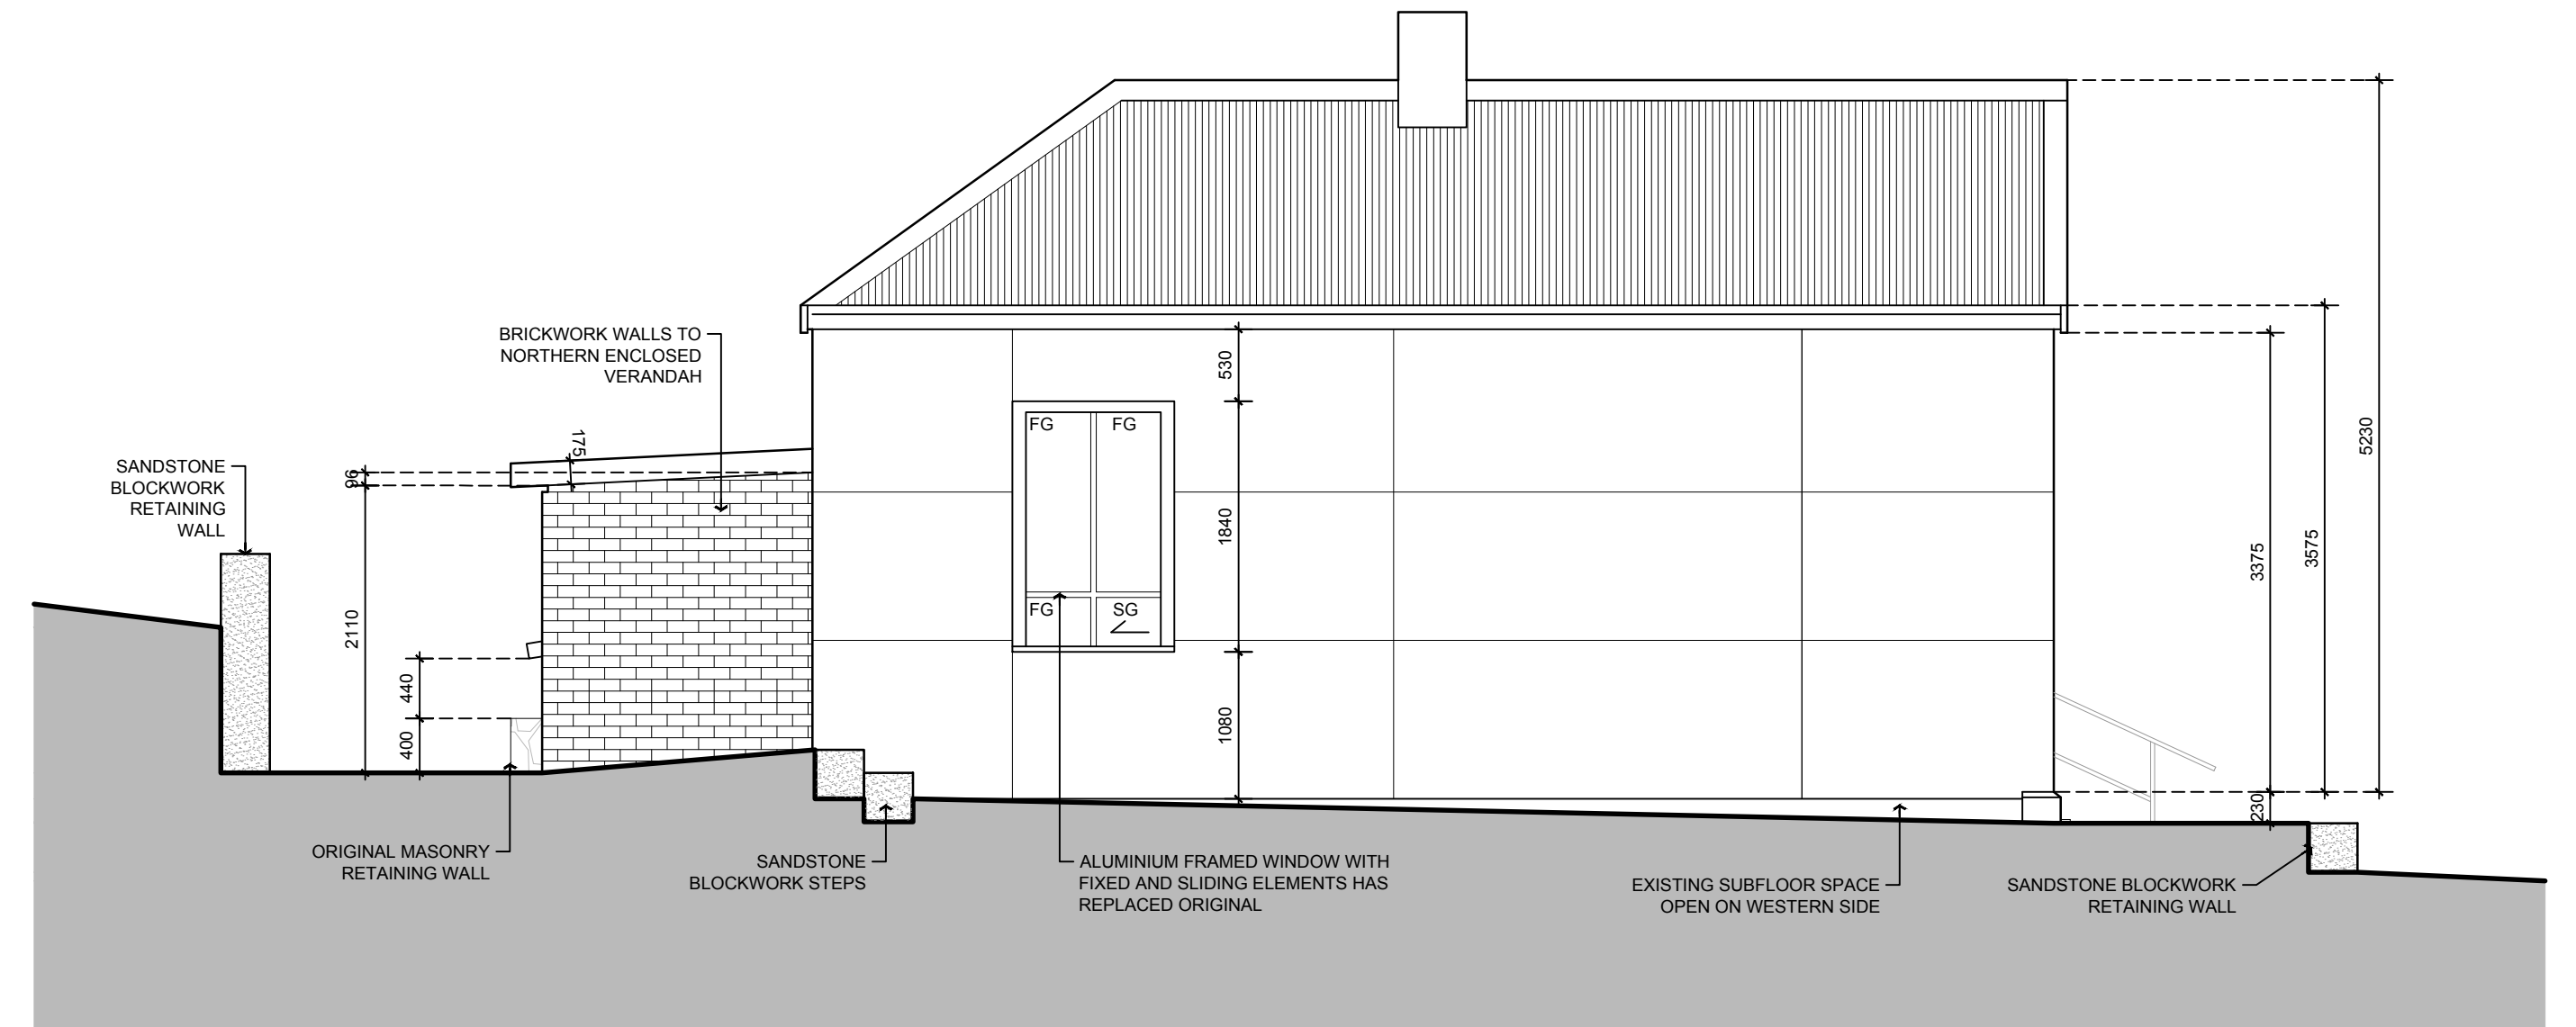 BRICKWORK WALLS TO
NORTHERN ENCLOSED
VERANDAH
SANDSTONE
BLOCKWORK
RETAINING
WALL
175
96
2110
440
400
530
1840
1080
FG
FG
FG
SG
5230
3575
3375
230
ORIGINAL MASONRY
RETAINING WALL
SANDSTONE
BLOCKWORK STEPS
ALUMINIUM FRAMED WINDOW WITH
FIXED AND SLIDING ELEMENTS HAS
REPLACED ORIGINAL
EXISTING SUBFLOOR SPACE
OPEN ON WESTERN SIDE
SANDSTONE BLOCKWORK
RETAINING WALL